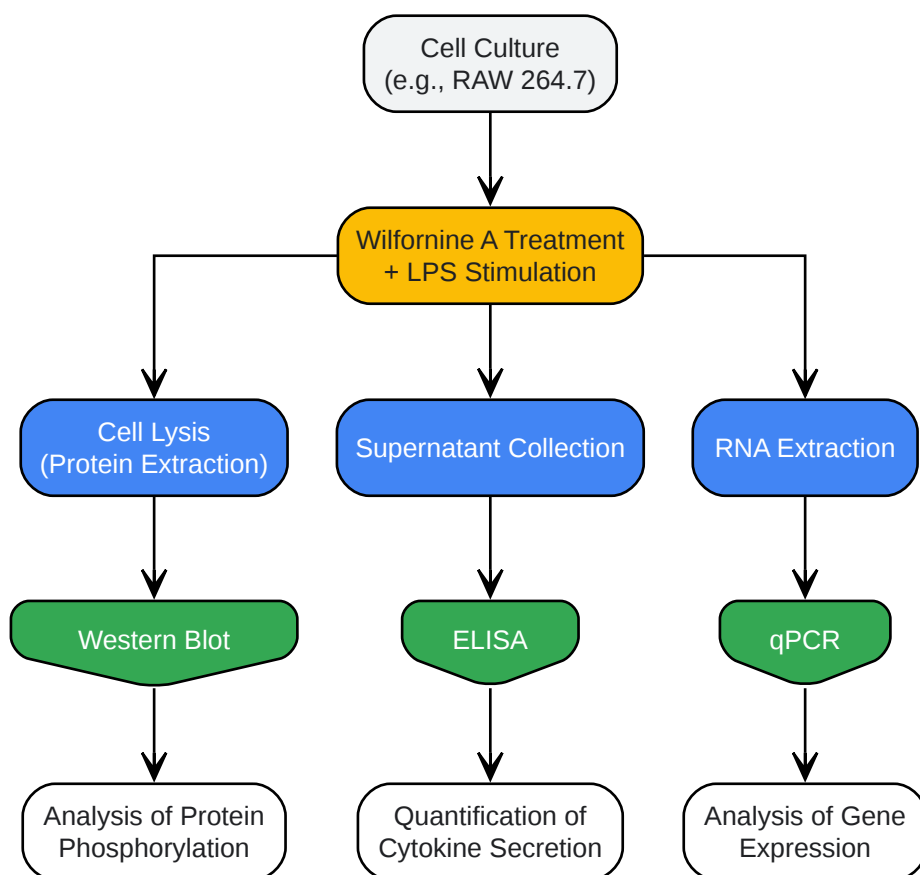 Cell Culture
(e.g., RAW 264.7)
Wilfornine A Treatment
+ LPS Stimulation
Cell Lysis
(Protein Extraction)
Supernatant Collection
RNA Extraction
Western Blot
ELISA
qPCR
Analysis of Protein
Phosphorylation
Quantification of
Cytokine Secretion
Analysis of Gene
Expression